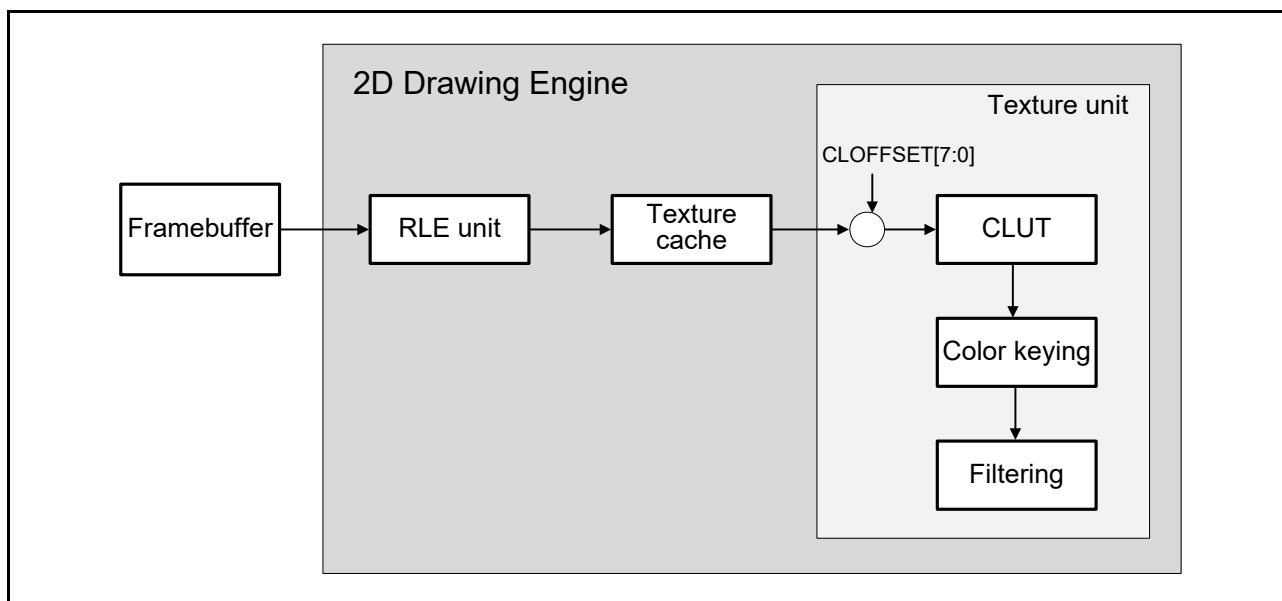 2D Drawing Engine
Texture unit
CLOFFSET[7:0]
Framebuffer
RLE unit
Texture
cache
CLUT
Color keying
Filtering